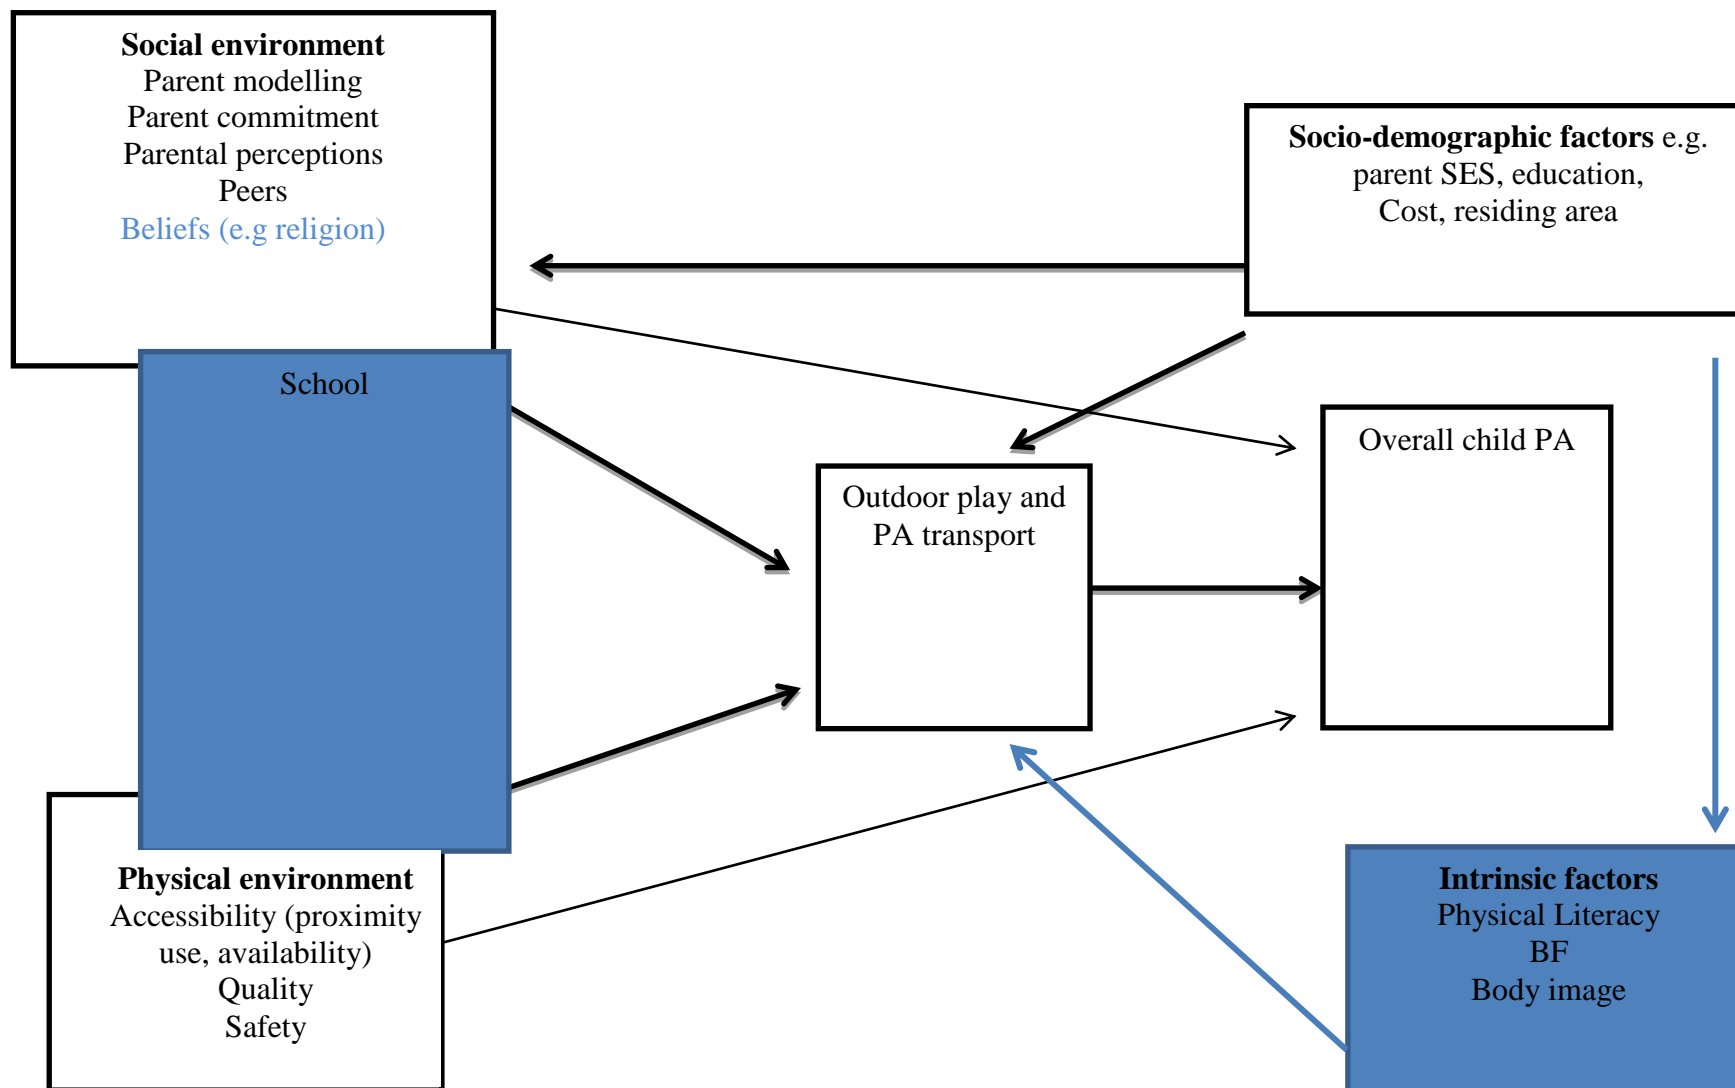 Social environment
Parent modelling
Parent commitment
Parental perceptions
Peers
Beliefs (e.g religion)
Socio-demographic factors e.g.
parent SES, education,
Cost, residing area
School
Overall child PA
Outdoor play and
PA transport
Physical environment
Accessibility (proximity
use, availability)
Quality
Safety
Intrinsic factors
Physical Literacy
BF
Body image